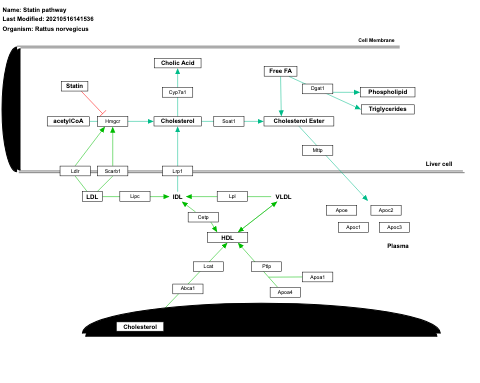 Name: Statin pathway
Last Modified: 20210516141536
Organism: Rattus norvegicus
Cell Membrane
Cholic Acid
Free FA
Statin
Cyp7a1
Dgat1
Phospholipid
Triglycerides
acetylCoA
Hmgcr
Cholesterol
Soat1
Cholesterol Ester
Mttp
Liver cell
Ldlr
Scarb1
Lrp1
LDL
Lipc
IDL
Lpl
VLDL
Apoe
Apoc2
Cetp
Apoc1
Apoc3
HDL
Plasma
Lcat
Pltp
Apoa1
Abca1
Apoa4
Cholesterol